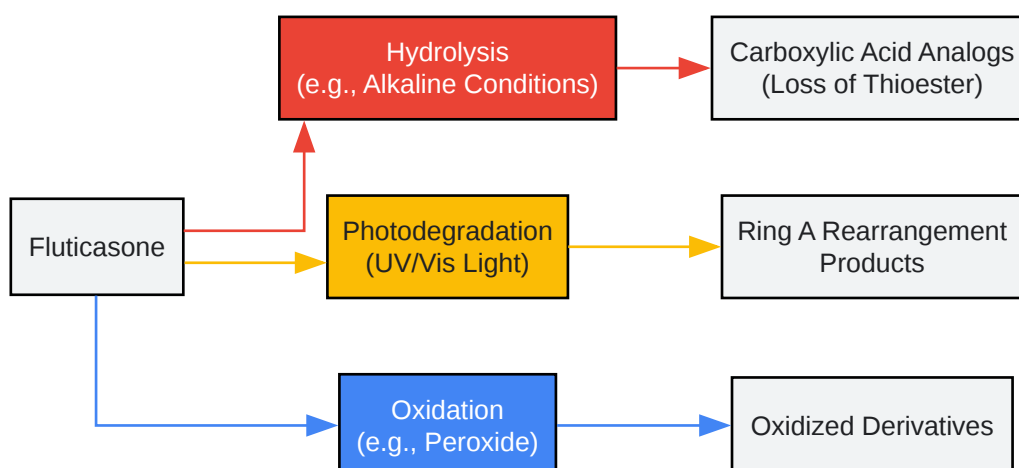 Hydrolysis
(e.g., Alkaline Conditions)
Carboxylic Acid Analogs
(Loss of Thioester)
Fluticasone
Photodegradation
(UV/Vis Light)
Ring A Rearrangement
Products
Oxidation
(e.g., Peroxide)
Oxidized Derivatives